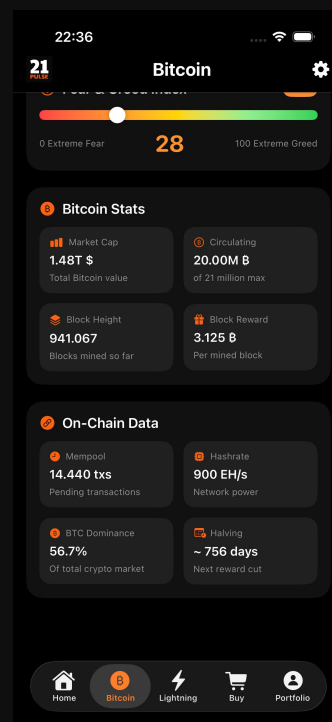 22:36
21
PULSE
Bitcoin
Fear & Greed Index
0 Extreme Fear
28
100 Extreme Greed
Bitcoin Stats
Market Cap
1.48T $
Total Bitcoin value
Circulating
20.00M ₿
of 21 million max
Block Height
941.067
Blocks mined so far
Block Reward
3.125 ₿
Per mined block
On-Chain Data
Mempool
14.440 txs
Pending transactions
Hashrate
900 EH/s
Network power
BTC Dominance
56.7%
Of total crypto market
Halving
~ 756 days
Next reward cut
Home
Bitcoin
Lightning
Buy
Portfolio